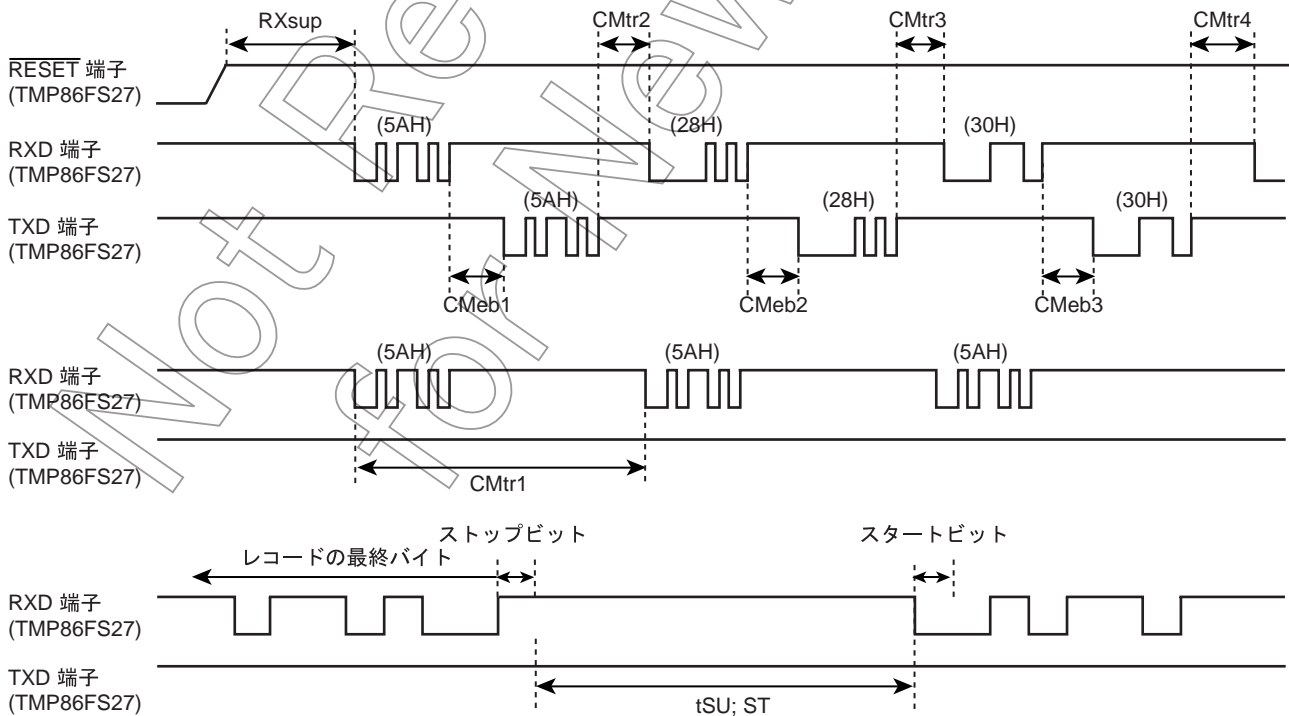 RXsup CMtr2 CMtr3 CMtr4
RESET 端子
(TMP86FS27)
(5AH) (28H) (30H)
RXD 端子
(TMP86FS27)
(5AH) (28H) (30H)
TXD 端子
(TMP86FS27)
CMeb1 CMeb2 CMeb3
(5AH) (5AH) (5AH)
RXD 端子
(TMP86FS27)
TXD 端子
(TMP86FS27)
CMtr1
ストップビット スタートビット
レコードの最終バイト
RXD 端子
(TMP86FS27)
TXD 端子
(TMP86FS27)
tSU; ST
Not Re
for New